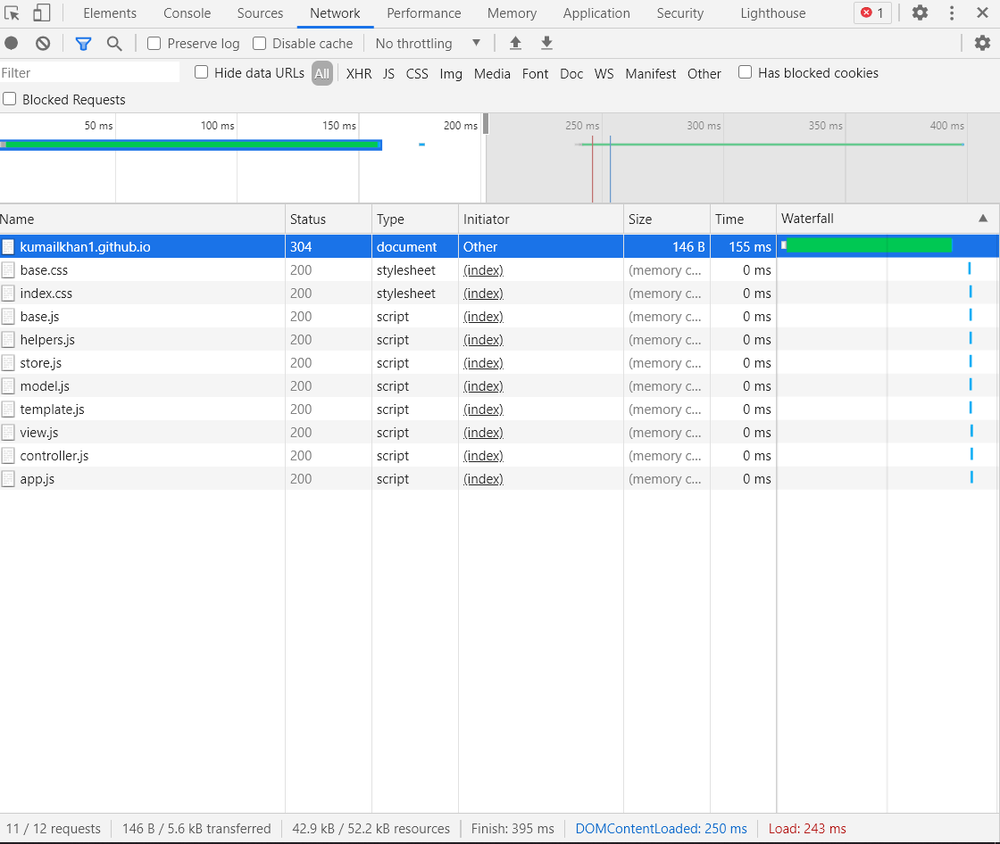 Elements Console Sources Network Performance Memory Application Security Lighthouse 1
Preserve log Disable cache No throttling
Filter Hide data URLs All XHR JS CSS Img Media Font Doc WS Manifest Other Has blocked cookies
Blocked Requests
50 ms 100 ms 150 ms 200 ms 250 ms 300 ms 350 ms 400 ms
Name Status Type Initiator Size Time Waterfall
kumailkhan1.github.io 304 document Other 146 B 155 ms
base.css 200 stylesheet (index) (memory c... 0 ms
index.css 200 stylesheet (index) (memory c... 0 ms
base.js 200 script (index) (memory c... 0 ms
helpers.js 200 script (index) (memory c... 0 ms
store.js 200 script (index) (memory c... 0 ms
model.js 200 script (index) (memory c... 0 ms
template.js 200 script (index) (memory c... 0 ms
view.js 200 script (index) (memory c... 0 ms
controller.js 200 script (index) (memory c... 0 ms
app.js 200 script (index) (memory c... 0 ms
11 / 12 requests 146 B / 5.6 kB transferred 42.9 kB / 52.2 kB resources Finish: 395 ms DOMContentLoaded: 250 ms Load: 243 ms